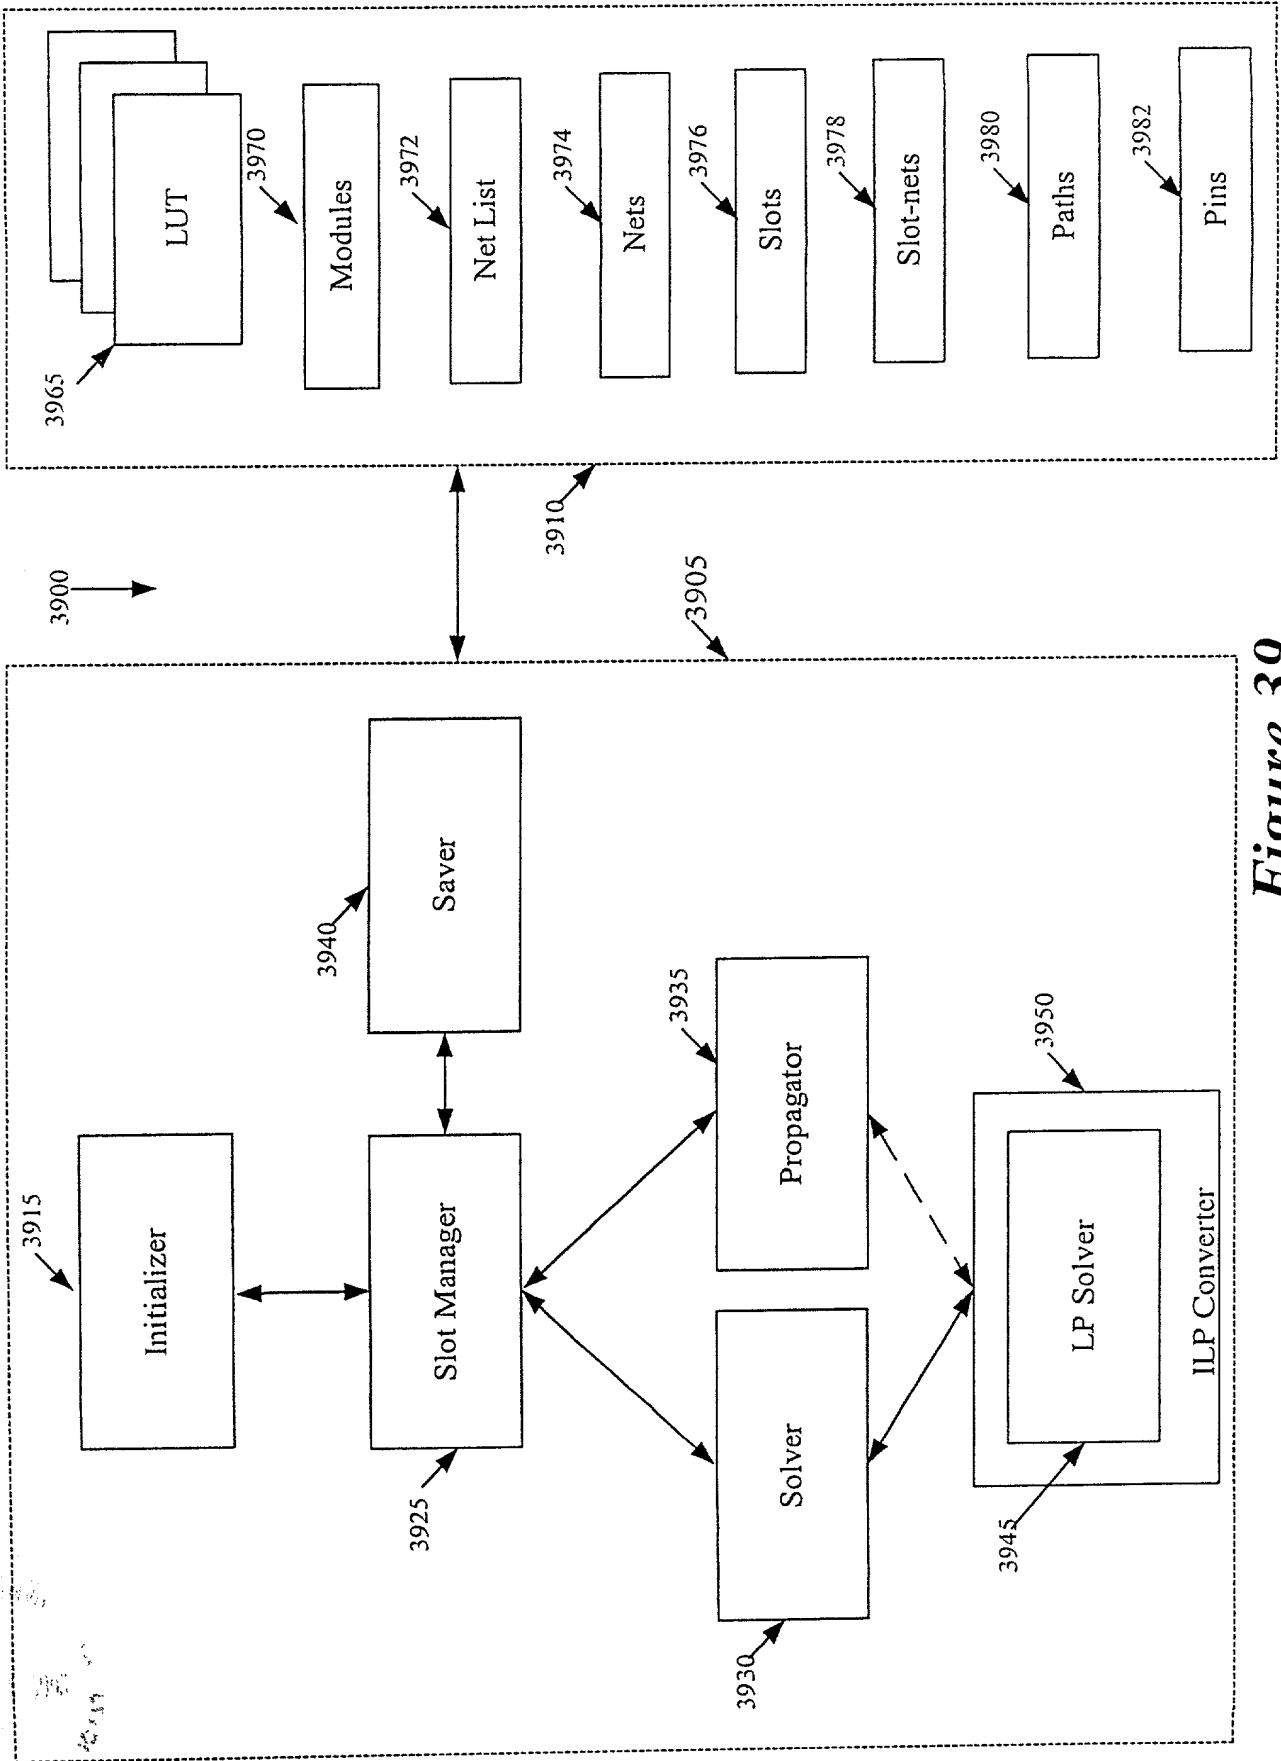 3900
3905
3915
Initializer
3925
Slot Manager
3940
Saver
3930
Solver
3935
Propagator
3945
LP Solver
3950
ILP Converter
3910
3965
LUT
3970
Modules
3972
Net List
3974
Nets
3976
Slots
3978
Slot-nets
3980
Paths
3982
Pins
Figure 39